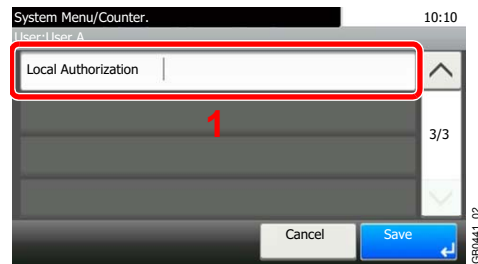 System Menu/Counter. 10:10
User:User A
Local Authorization
1
3/3
Cancel Save
GB0441_02